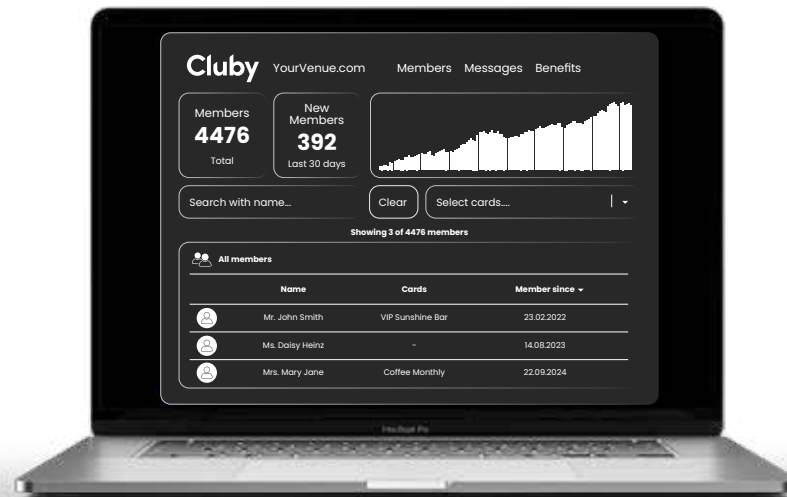 Cluby YourVenue.com Members Messages Benefits
Members
4476
Total
New
Members
392
Last 30 days
Search with name...
Clear
Select cards....
Showing 3 of 4476 members
All members
Name Cards Member since
Mr. John Smith VIP Sunshine Bar 23.02.2022
Ms. Daisy Heinz - 14.08.2023
Mrs. Mary Jane Coffee Monthly 22.09.2024
MacBook Pro